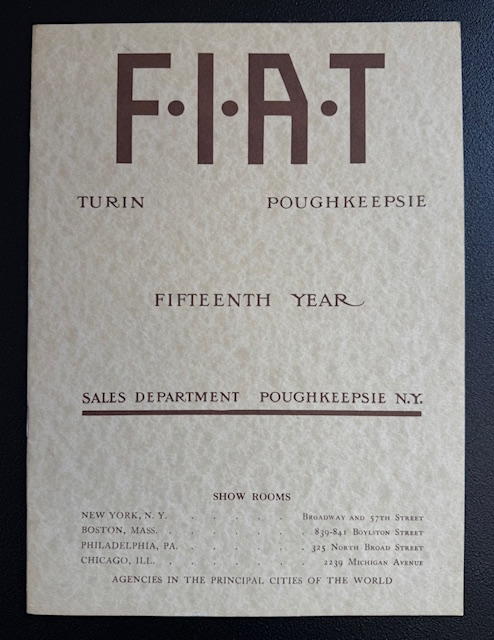 F·I·A·T
TURIN POUGHKEEPSIE
FIFTEENTH YEAR
SALES DEPARTMENT POUGHKEEPSIE N.Y.
SHOW ROOMS
NEW YORK, N. Y. . . . . . Broadway and 57th Street
BOSTON, MASS. . . . . . . 839-841 Boylston Street
PHILADELPHIA, PA. . . . . . . 325 North Broad Street
CHICAGO, ILL. . . . . . . . 2239 Michigan Avenue
AGENCIES IN THE PRINCIPAL CITIES OF THE WORLD